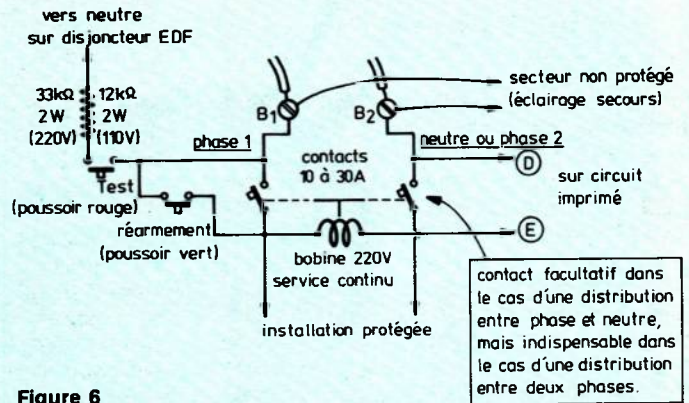 vers neutre
sur disjoncteur EDF
33kΩ
2W
(220V)
12kΩ
2W
(110V)
Test
(poussoir rouge)
réarmement
(poussoir vert)
phase 1
B1
B2
contacts
10 à 30A
bobine 220V
service continu
installation protégée
neutre ou phase 2
secteur non protégé
(éclairage secours)
D
sur circuit
imprimé
E
contact facultatif dans
le cas d'une distribution
entre phase et neutre,
mais indispensable dans
le cas d'une distribution
entre deux phases.
Figure 6